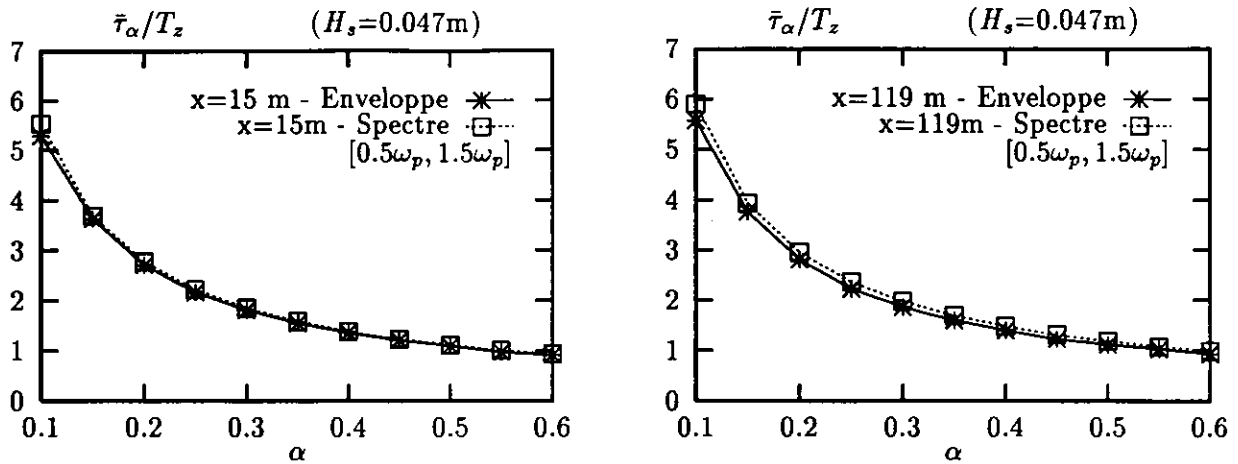 τ̄α/Tz (Hs=0.047m)
7
6
5
4
3
2
1
0
x=15 m - Enveloppe
x=15m - Spectre
[0.5ωp, 1.5ωp]
0.1 0.2 0.3 0.4 0.5 0.6
α
τ̄α/Tz (Hs=0.047m)
7
6
5
4
3
2
1
0
x=119 m - Enveloppe
x=119m - Spectre
[0.5ωp, 1.5ωp]
0.1 0.2 0.3 0.4 0.5 0.6
α